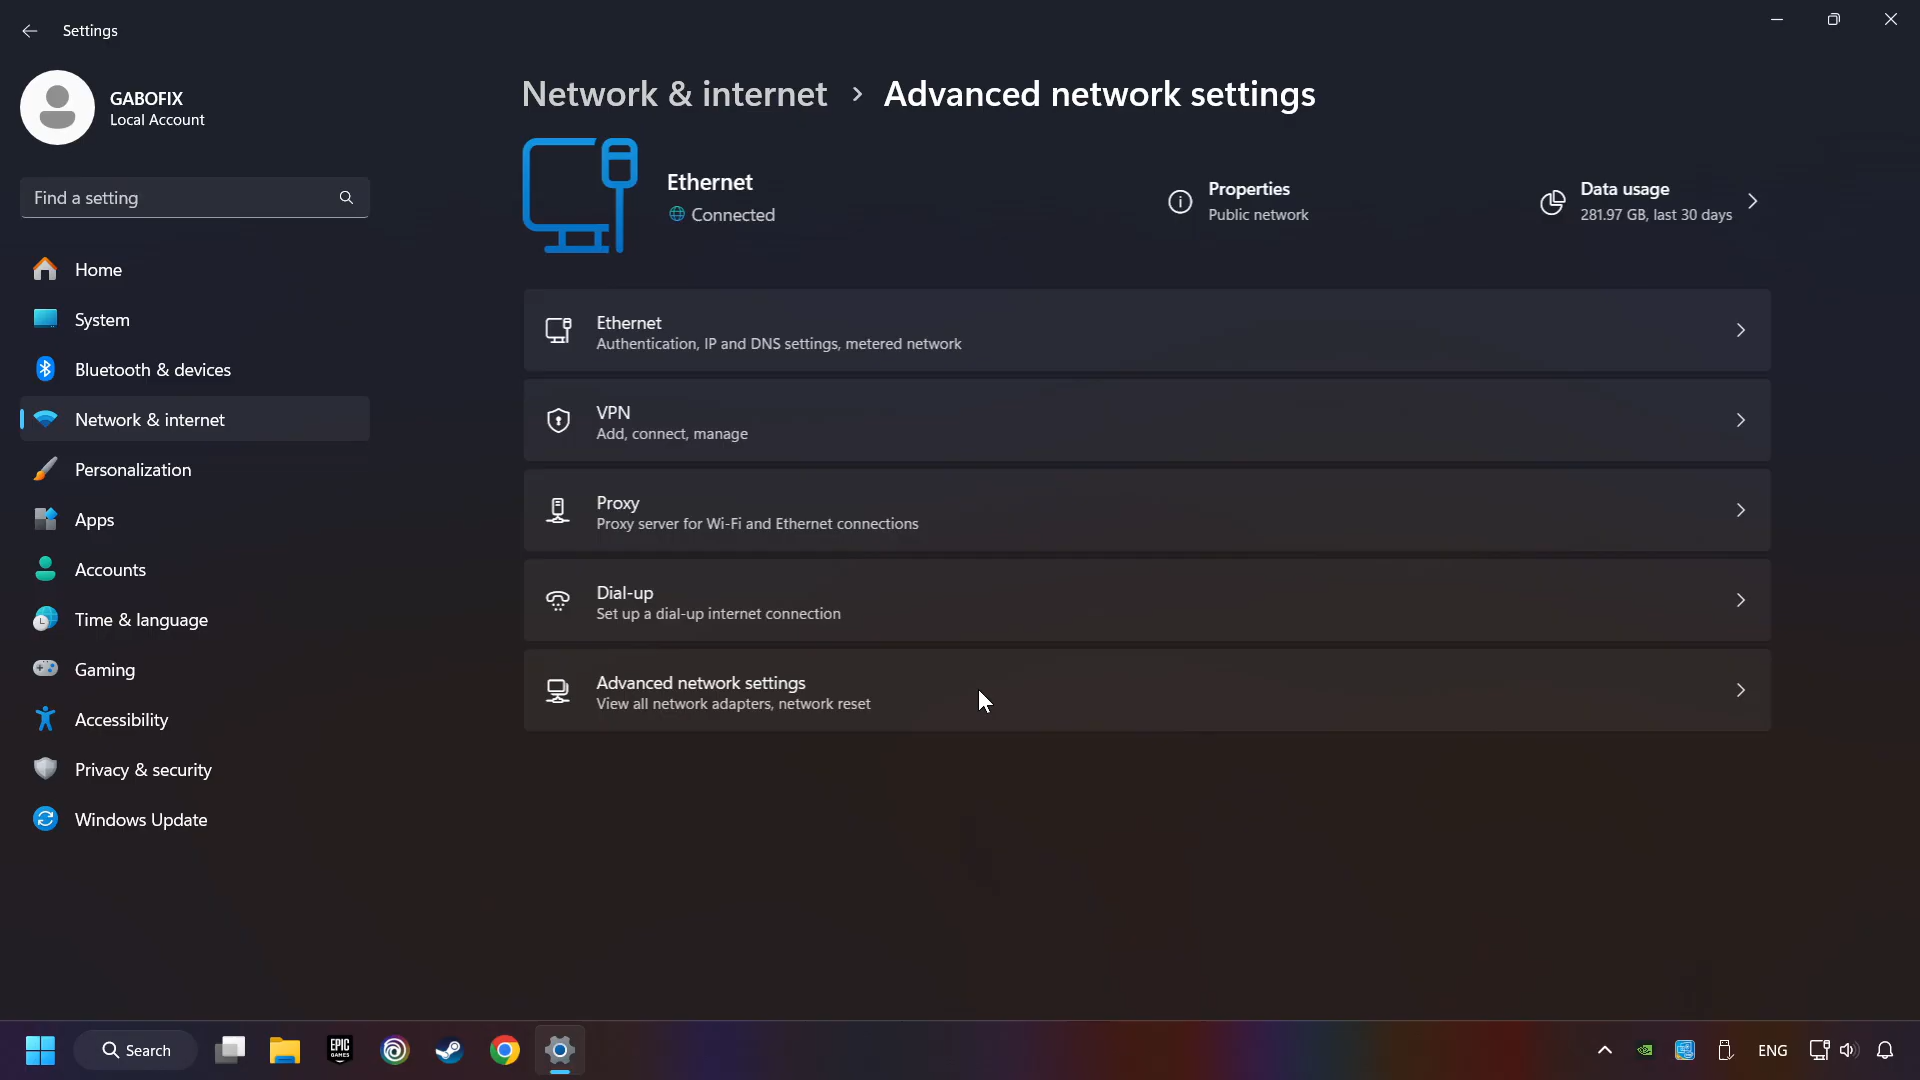 Settings
GABOFIX
Local Account
Find a setting
Home
System
Bluetooth & devices
Network & internet
Personalization
Apps
Accounts
Time & language
Gaming
Accessibility
Privacy & security
Windows Update
Network & internet > Advanced network settings
Ethernet
Connected
Properties
Public network
Data usage
281.97 GB, last 30 days
Ethernet
Authentication, IP and DNS settings, metered network
VPN
Add, connect, manage
Proxy
Proxy server for Wi-Fi and Ethernet connections
Dial-up
Set up a dial-up internet connection
Advanced network settings
View all network adapters, network reset
Search
EPIC
GAMES
ENG